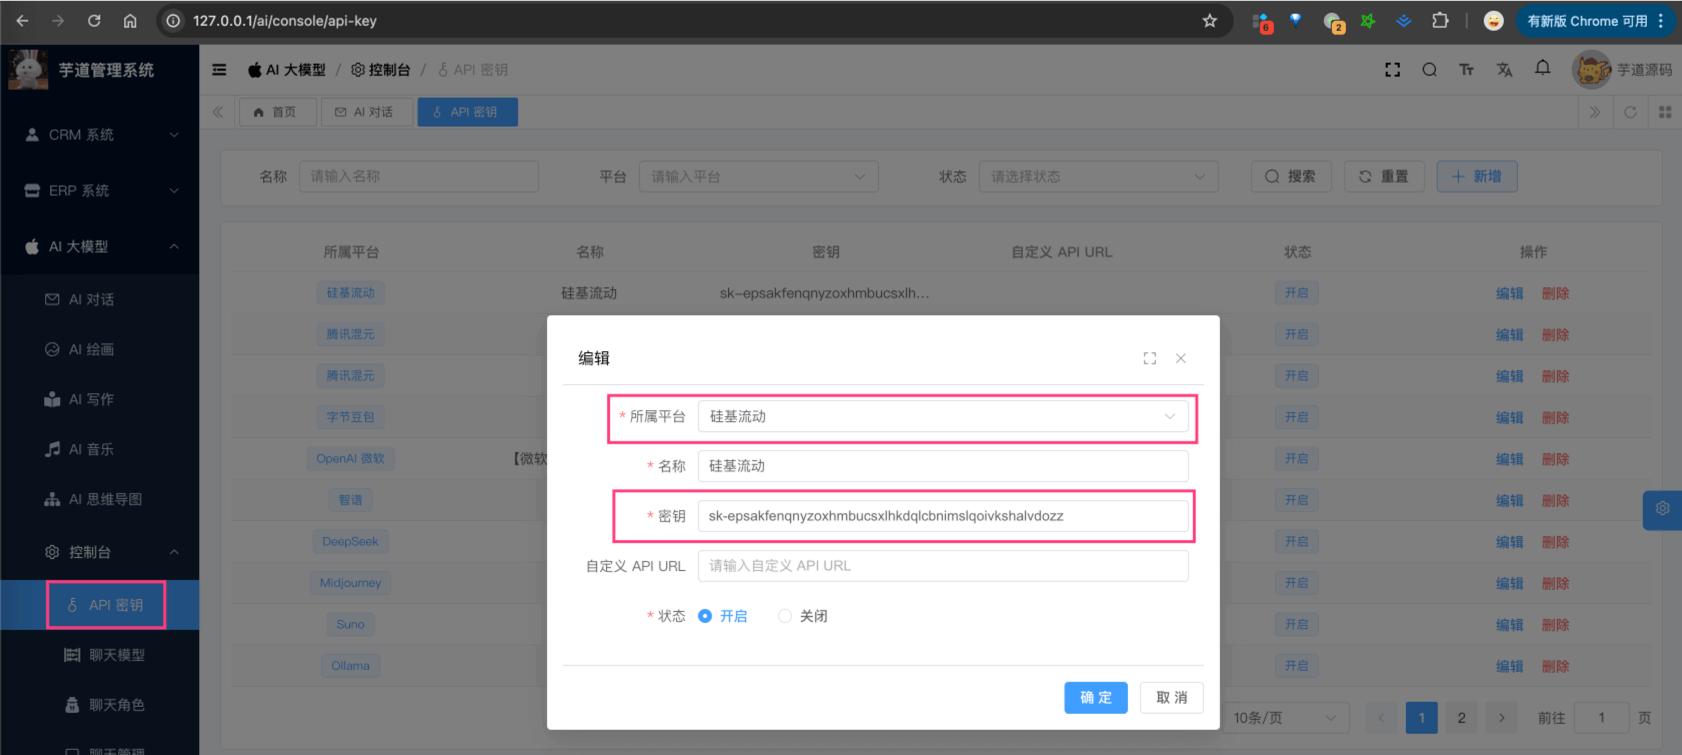 127.0.0.1/ai/console/api-key
6
2
有新版 Chrome 可用
芋道管理系统
AI 大模型 / 控制台 / API 密钥
芋道源码
首页
AI 对话
API 密钥
CRM 系统
ERP 系统
AI 大模型
AI 对话
AI 绘画
AI 写作
AI 音乐
AI 思维导图
控制台
API 密钥
聊天模型
聊天角色
聊天管理
名称 请输入名称
平台 请输入平台
状态 请选择状态
搜索
重置
新增
所属平台 名称 密钥 自定义 API URL 状态 操作
硅基流动 硅基流动 sk-epsakfenqnyzoxhmbucsxlh... 开启 编辑 删除
腾讯混元 开启 编辑 删除
腾讯混元 开启 编辑 删除
字节豆包 开启 编辑 删除
OpenAI 微软 【微软 开启 编辑 删除
智谱 开启 编辑 删除
DeepSeek 开启 编辑 删除
Midjourney 开启 编辑 删除
Suno 开启 编辑 删除
Ollama 开启 编辑 删除
10条/页 1 2 前往 1 页
编辑
* 所属平台 硅基流动
* 名称 硅基流动
* 密钥 sk-epsakfenqnyzoxhmbucsxlhkdqlcbnimslqoivkshalvdozz
自定义 API URL 请输入自定义 API URL
* 状态 开启 关闭
确 定
取 消